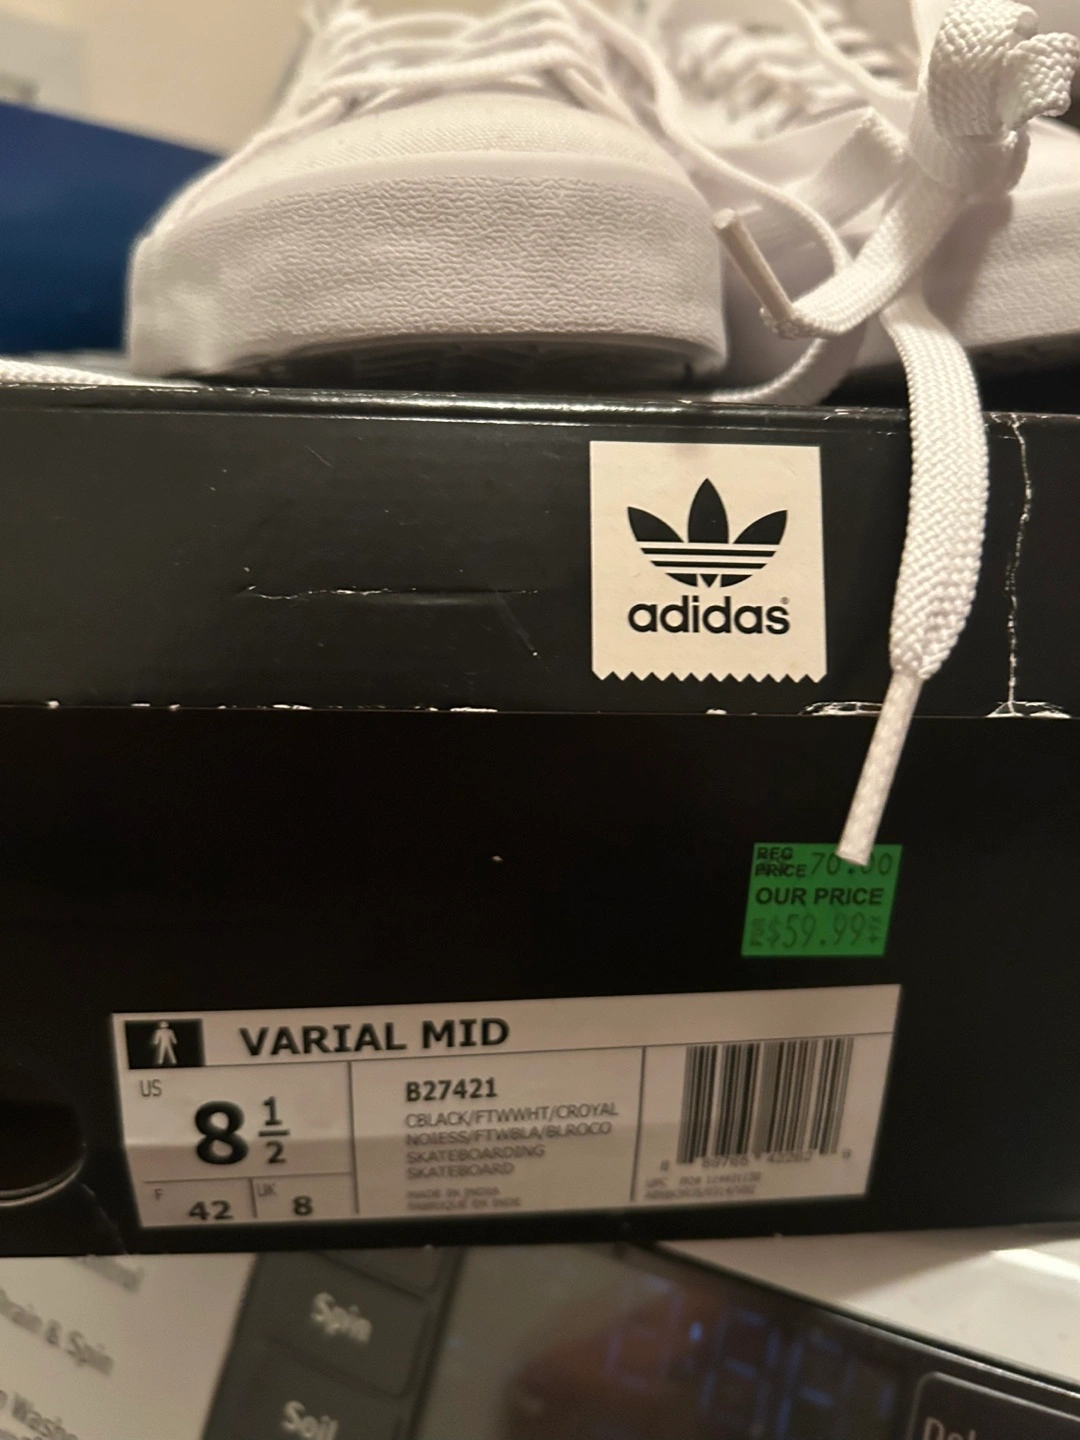 adidas
REG
PRICE 70.00
OUR PRICE
$59.99
VARIAL MID
US
8 1/2
F
42
UK
8
B27421
CBLACK/FTWWHT/CROYAL
NOIESS/FTWBLA/BLROCO
SKATEBOARDING
SKATEBOARD
MADE IN INDIA
FABRIQUE EN INDE
& Spin
Spin
Soil